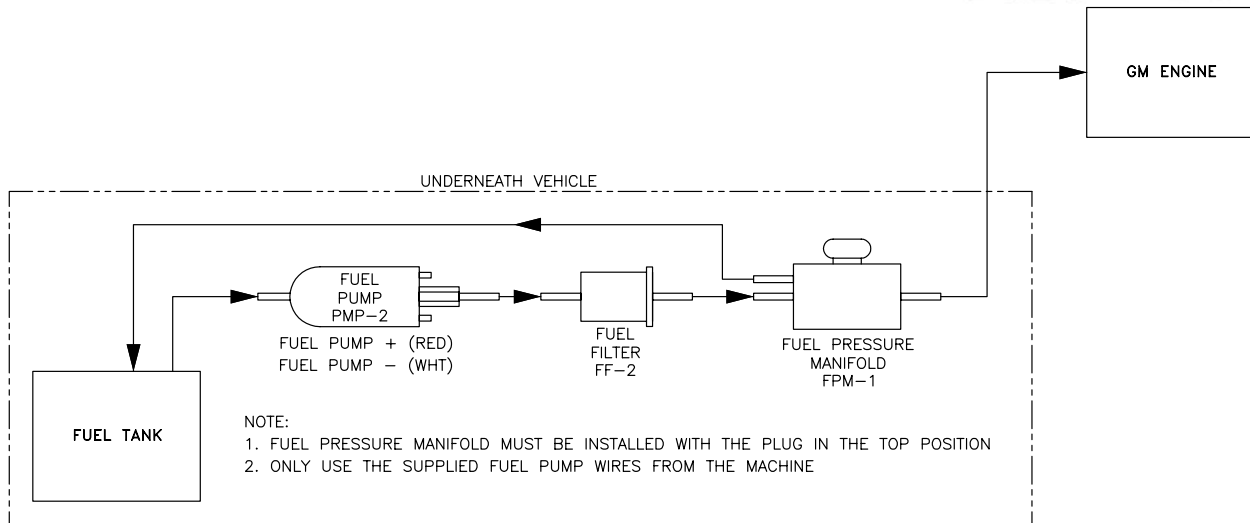 GM ENGINE
UNDERNEATH VEHICLE
FUEL
PUMP
PMP-2
FUEL PUMP + (RED)
FUEL PUMP - (WHT)
FUEL
FILTER
FF-2
FUEL PRESSURE
MANIFOLD
FPM-1
FUEL TANK
NOTE:
1. FUEL PRESSURE MANIFOLD MUST BE INSTALLED WITH THE PLUG IN THE TOP POSITION
2. ONLY USE THE SUPPLIED FUEL PUMP WIRES FROM THE MACHINE